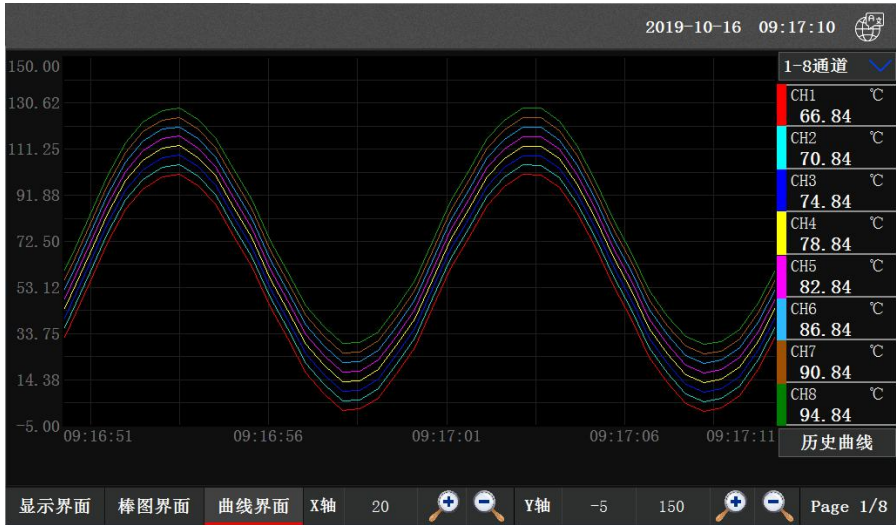 2019-10-16 09:17:10
150.00
130.62
111.25
91.88
72.50
53.12
33.75
14.38
-5.00
09:16:51 09:16:56 09:17:01 09:17:06 09:17:11
1-8通道
CH1 ℃
66.84
CH2 ℃
70.84
CH3 ℃
74.84
CH4 ℃
78.84
CH5 ℃
82.84
CH6 ℃
86.84
CH7 ℃
90.84
CH8 ℃
94.84
历史曲线
显示界面 棒图界面 曲线界面 X轴 20 Y轴 -5 150 Page 1/8